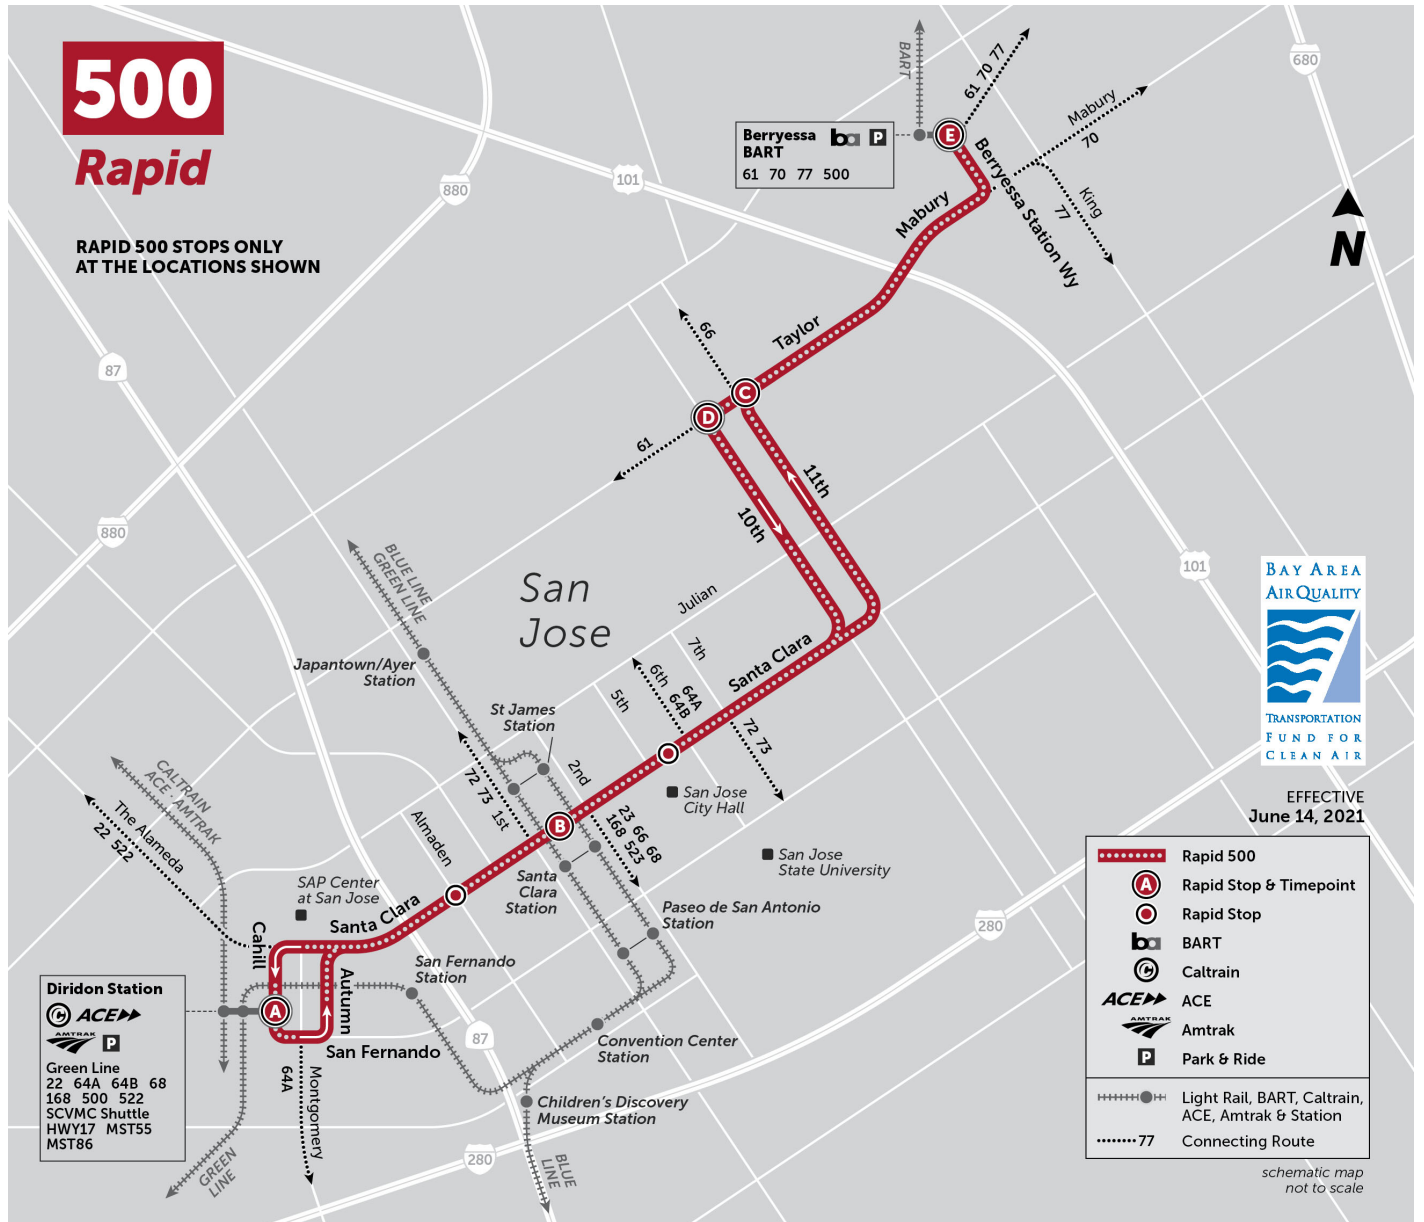 500
Rapid
RAPID 500 STOPS ONLY
AT THE LOCATIONS SHOWN
BART
61 70 77
680
Mabury
70
Berryessa
BART
ba P
61 70 77 500
E
Berryessa Station Wy
King
77
101
880
Mabury
N
66
Taylor
87
C
D
61
11th
10th
880
101
BLUE LINE
GREEN LINE
San
Jose
Julian
7th
6th
64A
64B
5th
Santa Clara
72 73
Japantown/Ayer
Station
St James
Station
2nd
72 73
1st
San Jose
City Hall
CALTRAIN
ACE AMTRAK
The Alameda
22 522
Almaden
B
23 66 68
168 523
San Jose
State University
SAP Center
at San Jose
Santa
Clara
Station
Santa Clara
Paseo de San Antonio
Station
280
Cahill
Autumn
San Fernando
Station
A
San Fernando
87
Convention Center
Station
64A
Montgomery
Children's Discovery
Museum Station
GREEN
LINE
280
BLUE
LINE
Diridon Station
C ACE
AMTRAK
P
Green Line
22 64A 64B 68
168 500 522
SCVMC Shuttle
HWY17 MST55
MST86
BAY AREA
AIR QUALITY
TRANSPORTATION
FUND FOR
CLEAN AIR
EFFECTIVE
June 14, 2021
Rapid 500
A Rapid Stop & Timepoint
Rapid Stop
ba BART
C Caltrain
ACE ACE
AMTRAK Amtrak
P Park & Ride
Light Rail, BART, Caltrain,
ACE, Amtrak & Station
77 Connecting Route
schematic map
not to scale